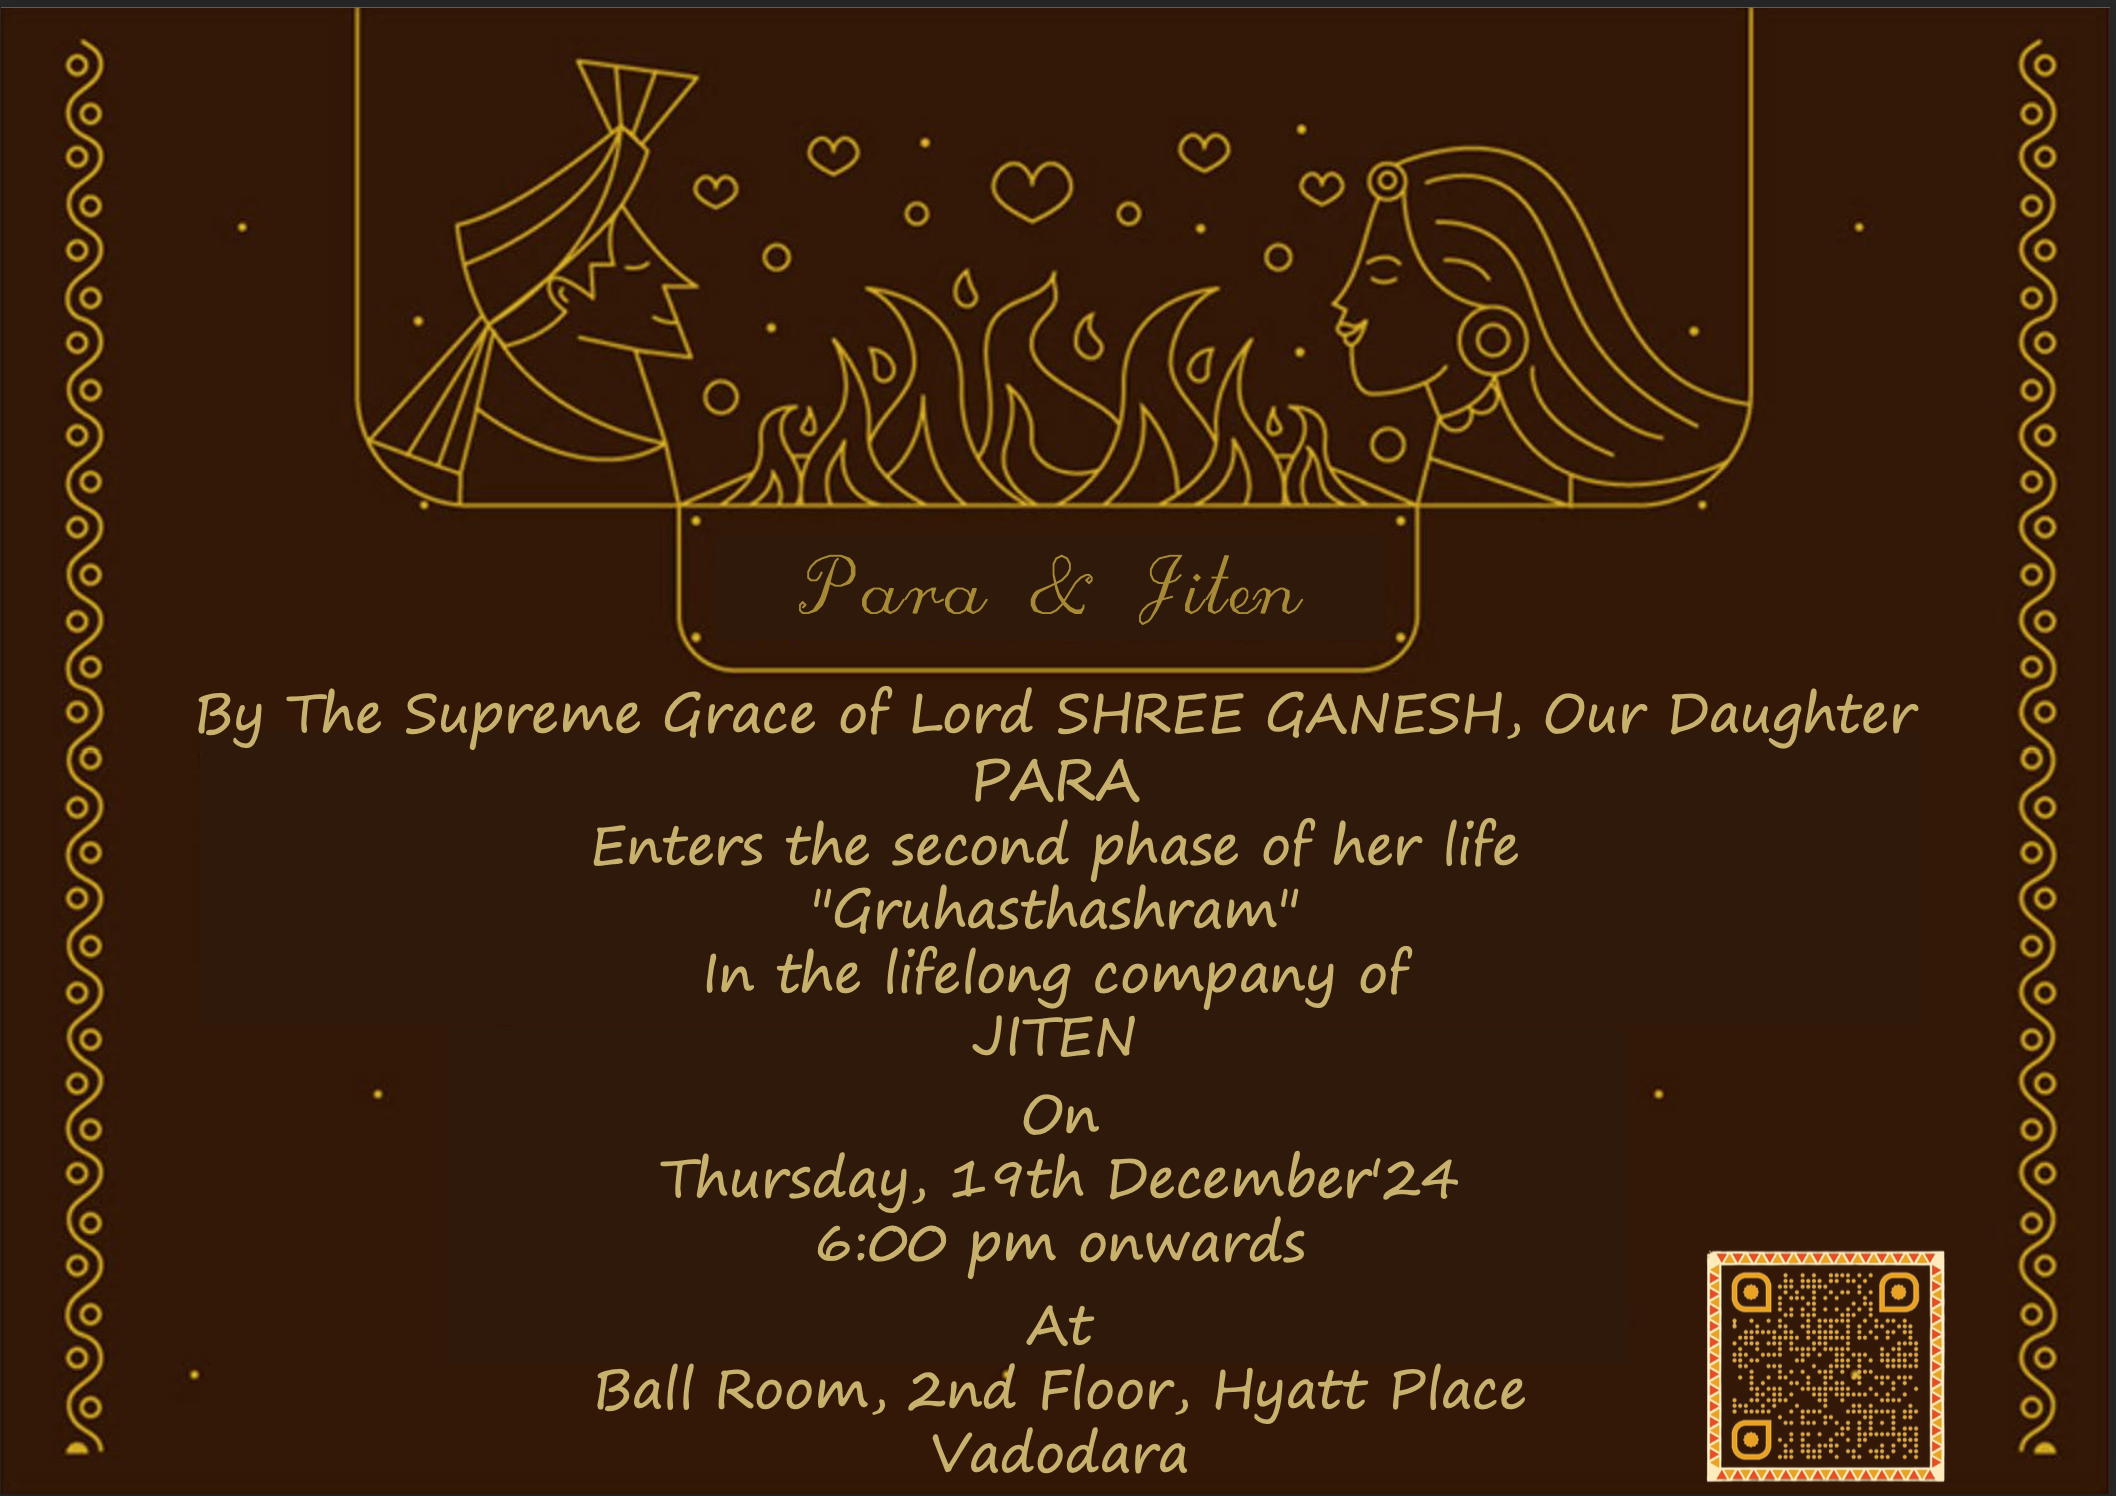 Para & Jiten
By The Supreme Grace of Lord SHREE GANESH, Our Daughter
PARA
Enters the second phase of her life
"Gruhasthashram"
In the lifelong company of
JITEN
On
Thursday, 19th December'24
6:00 pm onwards
At
Ball Room, 2nd Floor, Hyatt Place
Vadodara